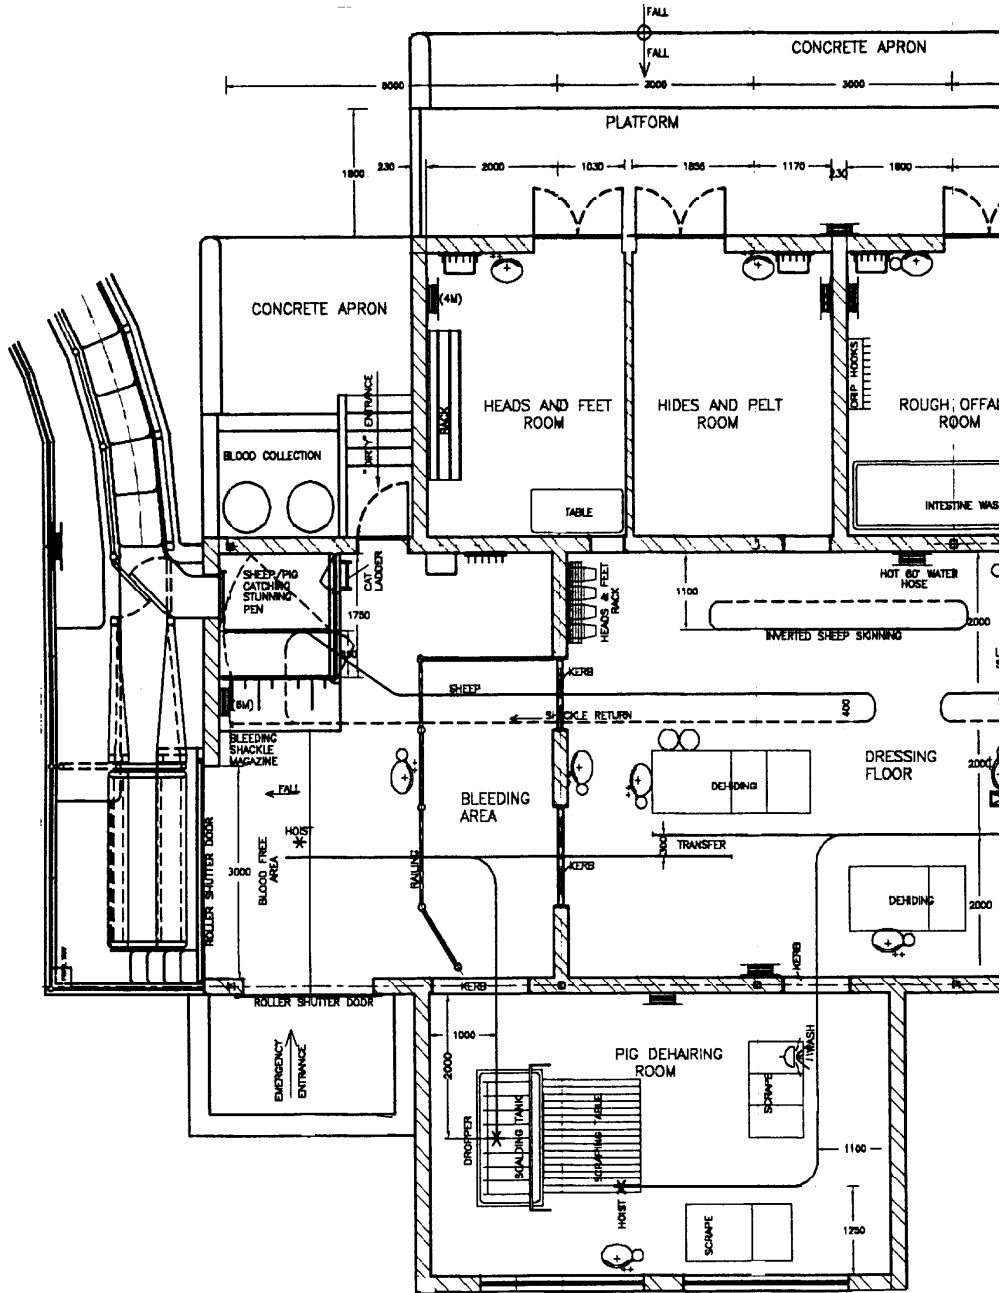 FALL
FALL
CONCRETE APRON
3000
3000
PLATFORM
1800
230
2000
1030
1170
230
1800
CONCRETE APRON
(4M)
RACK
HEADS AND FEET
ROOM
HIDES AND PELT
ROOM
DRIP HOOKS
ROUGH OFFA
ROOM
"DIRTY" ENTRANCE
BLOOD COLLECTION
TABLE
INTESTINE WAS
SHEEP/PIG
CATCHING
STUNNING
PEN
CAT
LADDER
1750
HEADS & FEET
RACK
1100
HOT 60° WATER
HOSE
INVERTED SHEEP SKINNING
2000
KERB
SHEEP
SHACKLE RETURN
400
BLEEDING
SHACKLE
MAGAZINE
DRESSING
FLOOR
2000
DEHIDING
BLEEDING
AREA
FALL
HOIST
BLOOD FREE
AREA
3000
ROLLER SHUTTER DOOR
RAILING
300
TRANSFER
KERB
DEHIDING
2000
KERB
ROLLER SHUTTER DOOR
KERB
EMERGENCY
ENTRANCE
1000
2000
PIG DEHAIRING
ROOM
WASH
SCRAPE
DROPPER
SCALDING TANK
SCRAPING TABLE
1100
HOIST
SCRAPE
1250